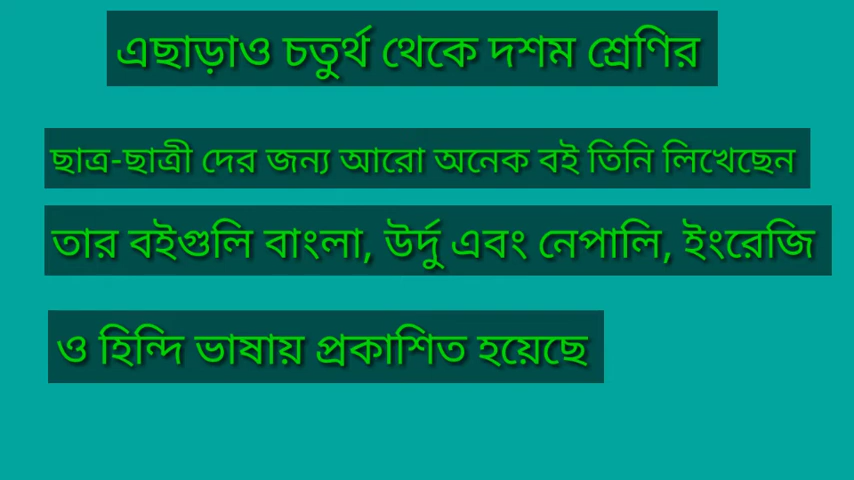 এছাড়াও চতুর্থ থেকে দশম শ্রেণির
ছাত্র-ছাত্রী দের জন্য আরো অনেক বই তিনি লিখেছেন
তার বইগুলি বাংলা, উর্দু এবং নেপালি, ইংরেজি
ও হিন্দি ভাষায় প্রকাশিত হয়েছে